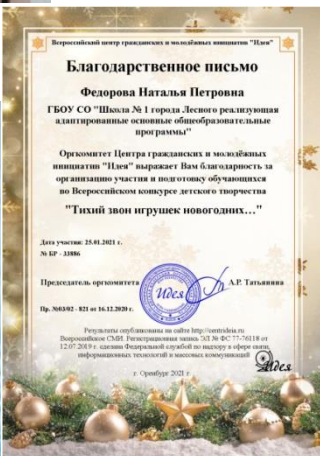 Всероссийский центр гражданских и молодёжных инициатив "Идея"
Благодарственное письмо
Федорова Наталья Петровна
ГБОУ СО "Школа № 1 города Лесного реализующая
адаптированные основные общеобразовательные
программы"
Оргкомитет Центра гражданских и молодёжных
инициатив "Идея" выражает Вам благодарность за
организацию участия и подготовку обучающихся
во Всероссийском конкурсе детского творчества
"Тихий звон игрушек новогодних…"
Дата участия: 25.01.2021 г.
№ БР - 33886
Председатель оргкомитета
Идея
А.Р. Татьянина
Пр. №03/02 - 821 от 16.12.2020 г.
Результаты опубликованы на сайте http://centrideia.ru
Всероссийское СМИ. Регистрационная запись ЭЛ № ФС 77-76118 от
12.07.2019 г. сделана Федеральной службой по надзору в сфере связи,
информационных технологий и массовых коммуникаций
Идея
г. Оренбург 2021 г